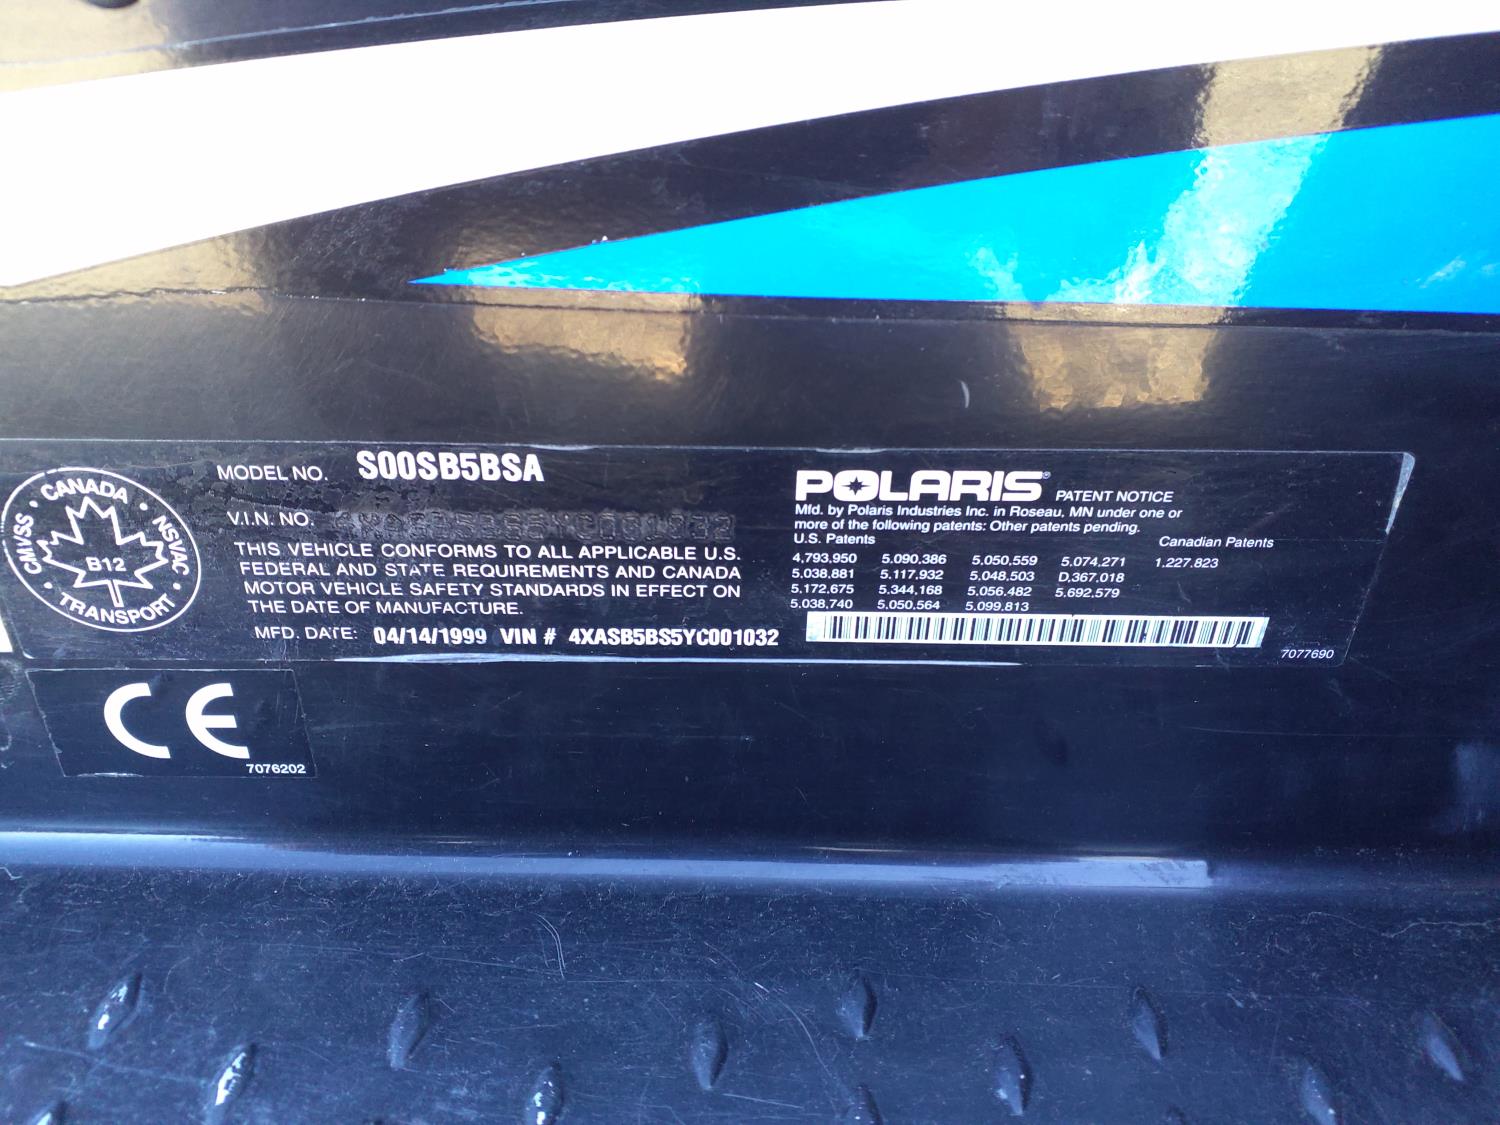 CANADA
CMVSS • NSVAC
B12
TRANSPORT
MODEL NO. S00SB5BSA
V.I.N. NO.
THIS VEHICLE CONFORMS TO ALL APPLICABLE U.S.
FEDERAL AND STATE REQUIREMENTS AND CANADA
MOTOR VEHICLE SAFETY STANDARDS IN EFFECT ON
THE DATE OF MANUFACTURE.
MFD. DATE: 04/14/1999 VIN # 4XASB5BS5YC001032
POLARIS® PATENT NOTICE
Mfd. by Polaris Industries Inc. in Roseau, MN under one or
more of the following patents: Other patents pending.
U.S. Patents Canadian Patents
4,793,950 5,090,386 5,050,559 5,074,271 1,227,823
5,038,881 5,117,932 5,048,503 D,367,018
5,172,675 5,344,168 5,056,482 5,692,579
5,038,740 5,050,564 5,099,813
7077690
CE
7076202